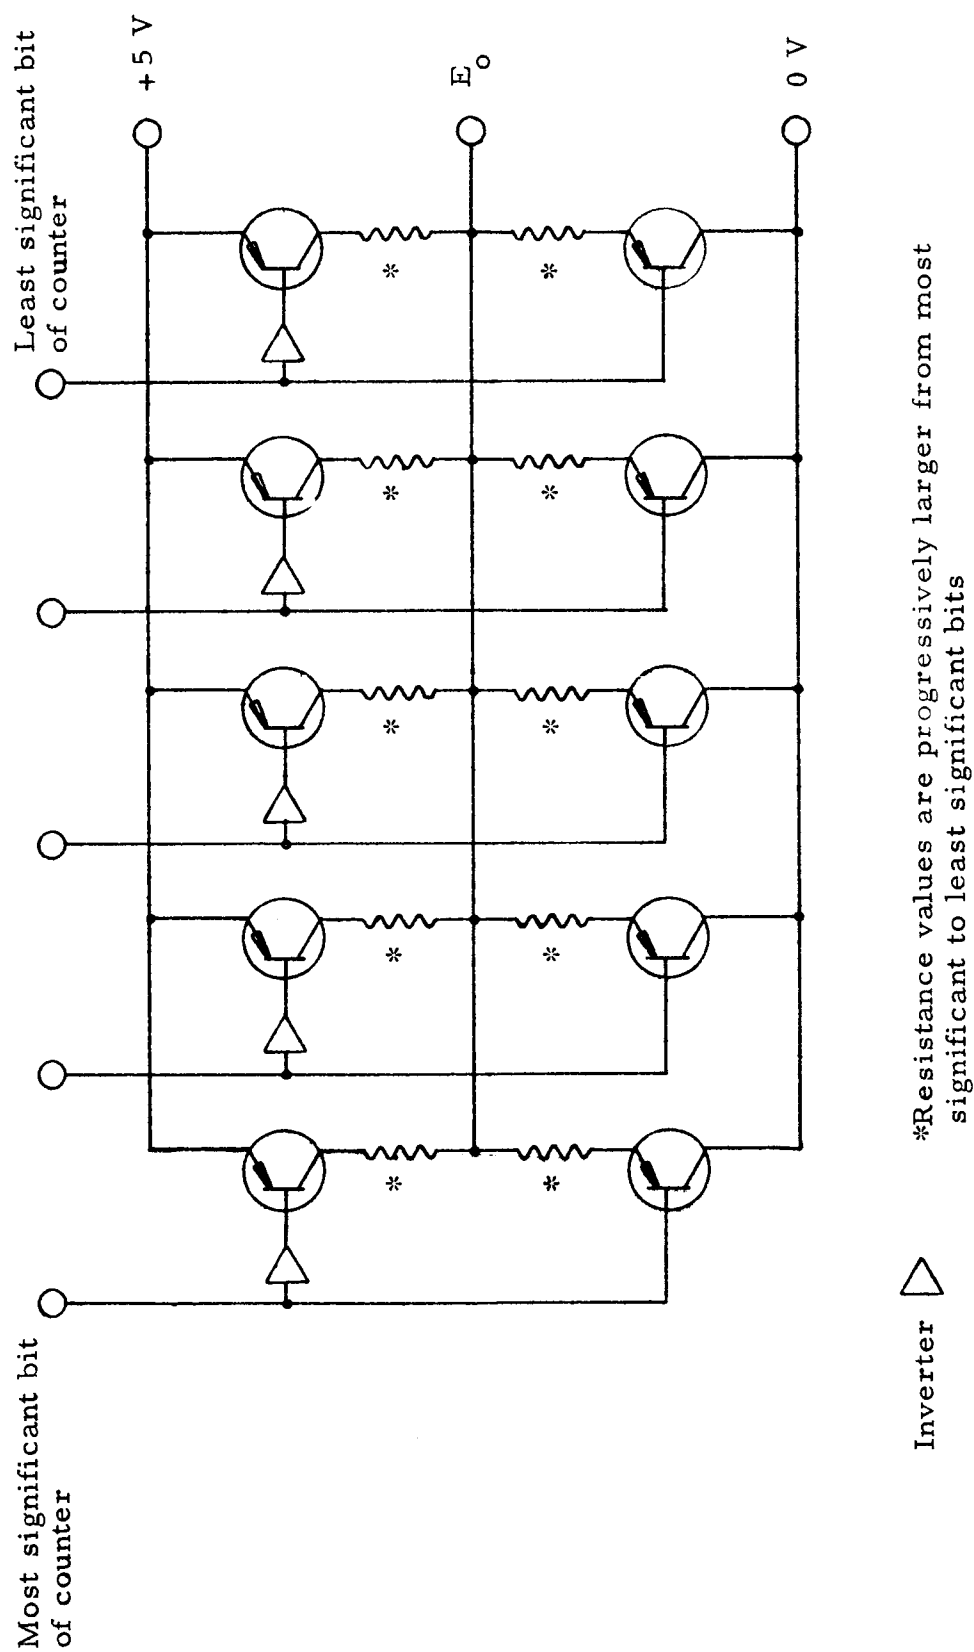 Most significant bit
of counter
Least significant bit
of counter
+5 V
E o
0 V
*
*
*
*
*
*
*
*
*
*
Inverter
*Resistance values are progressively larger from most
significant to least significant bits